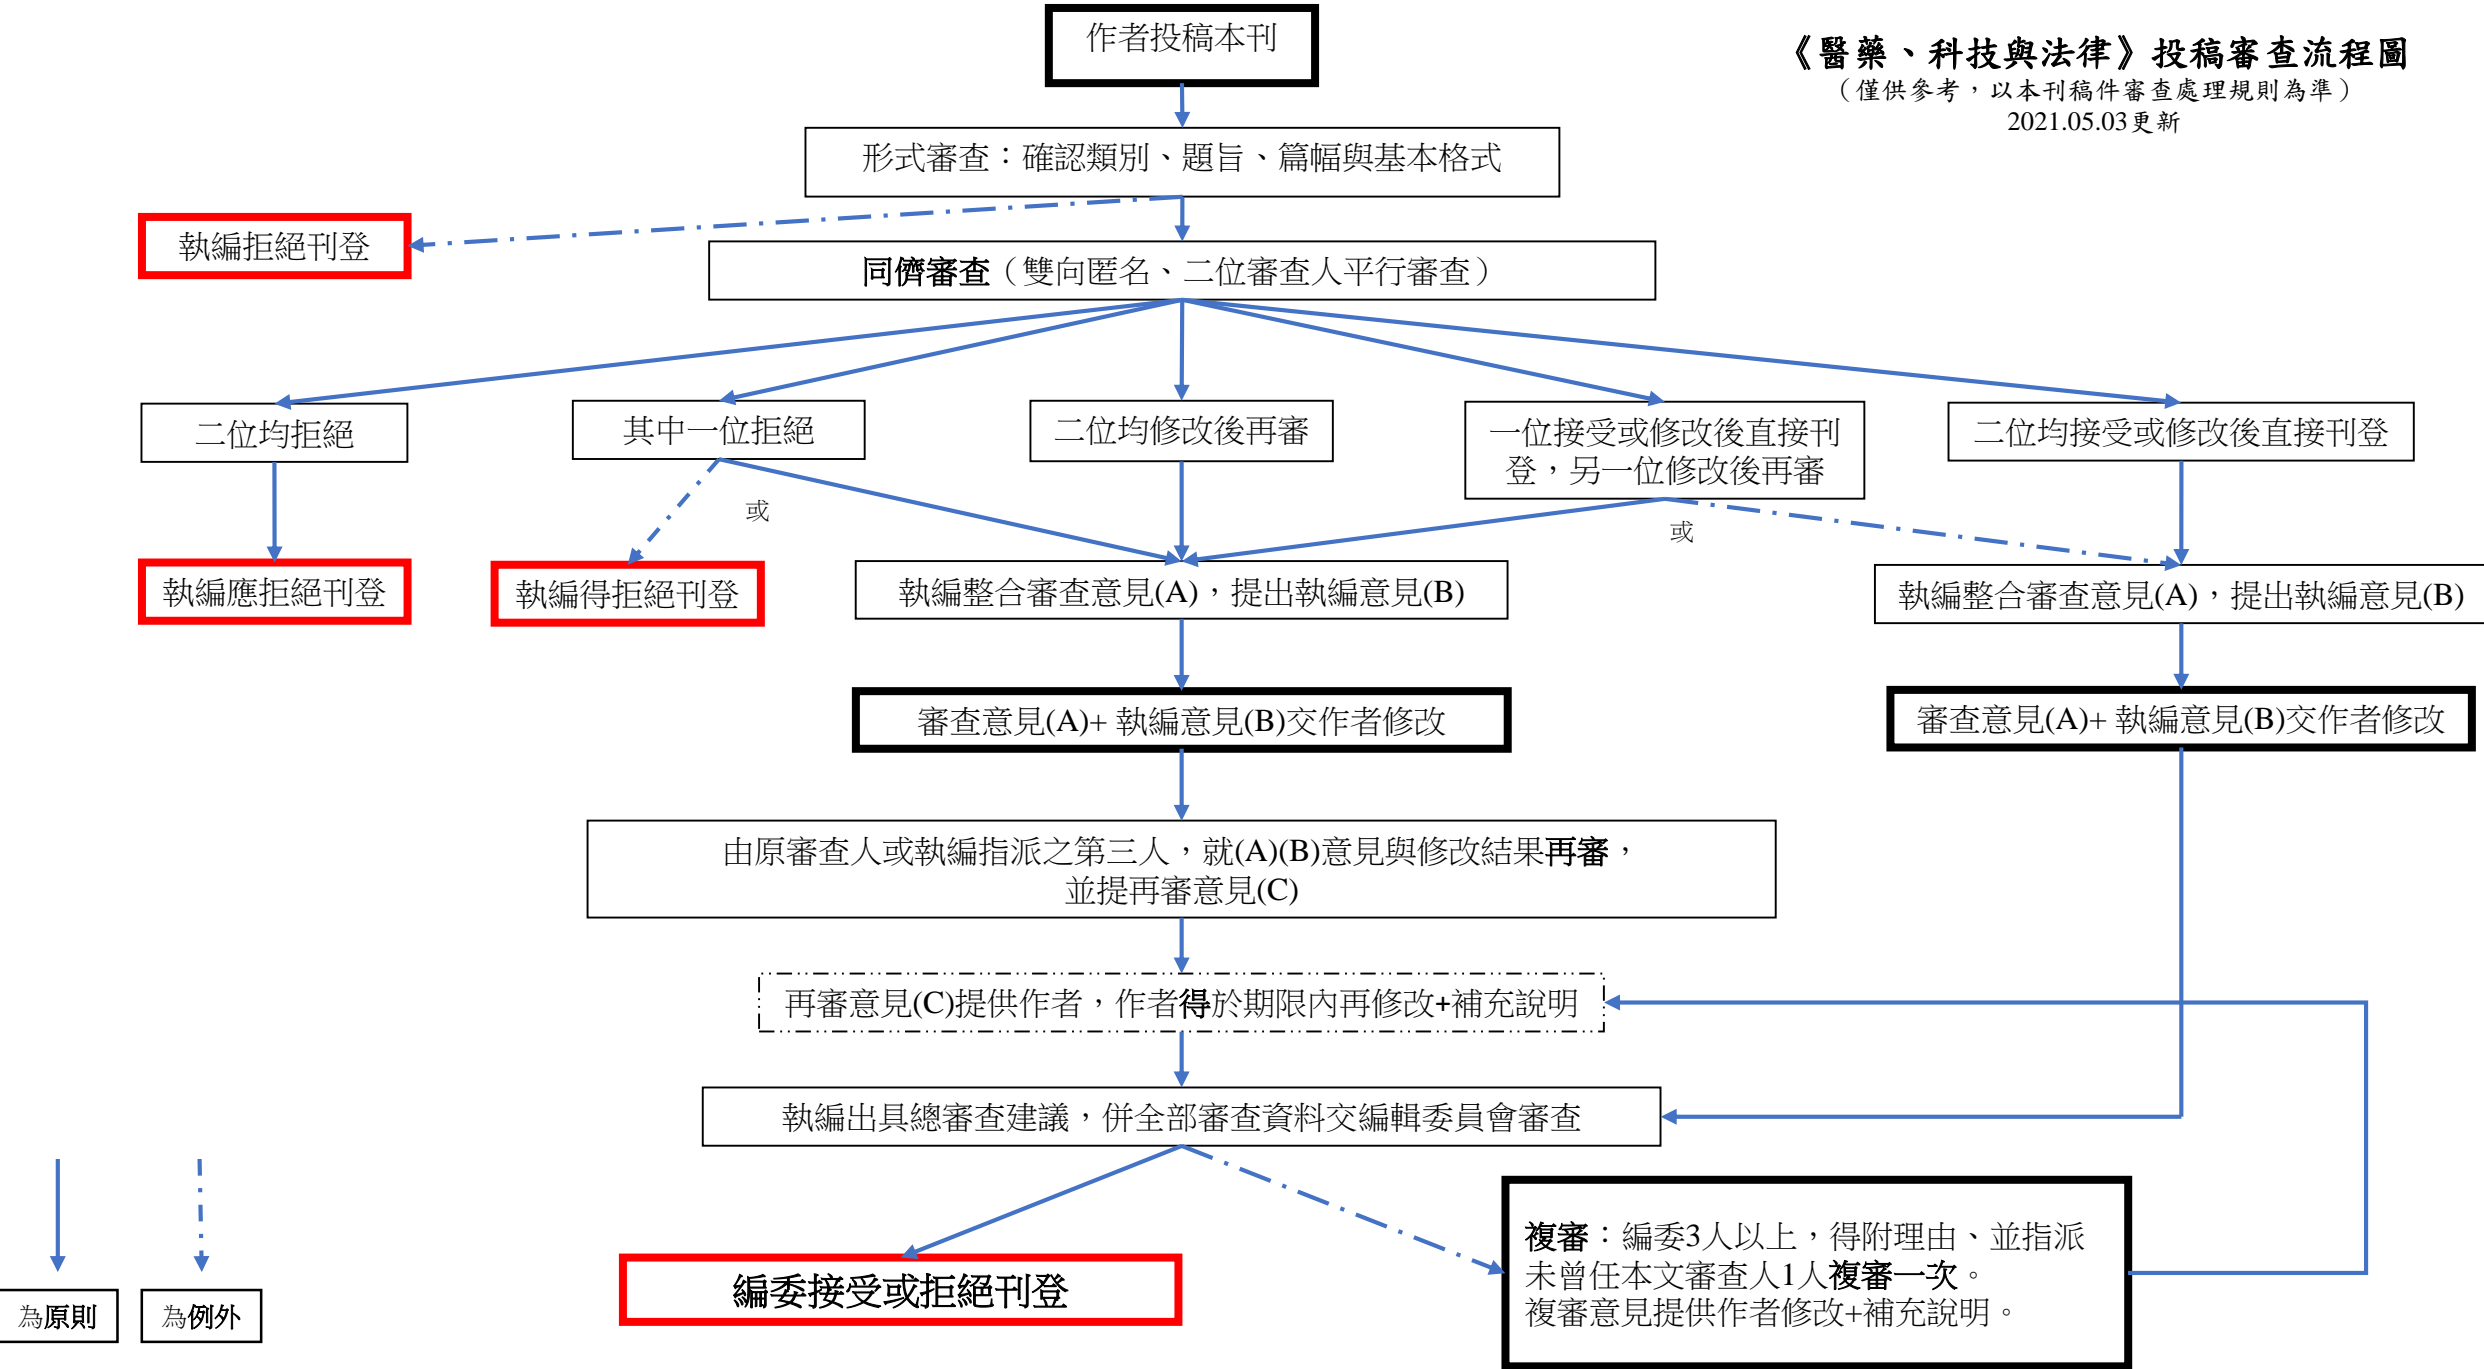 作者投稿本刊
《醫藥、科技與法律》投稿審查流程圖
（僅供參考，以本刊稿件審查處理規則為準）
2021.05.03更新
形式審查：確認類別、題旨、篇幅與基本格式
執編拒絕刊登
同儕審查（雙向匿名、二位審查人平行審查）
二位均拒絕
其中一位拒絕
二位均修改後再審
一位接受或修改後直接刊
登，另一位修改後再審
二位均接受或修改後直接刊登
或
或
執編應拒絕刊登
執編得拒絕刊登
執編整合審查意見(A)，提出執編意見(B)
執編整合審查意見(A)，提出執編意見(B)
審查意見(A)+ 執編意見(B)交作者修改
審查意見(A)+ 執編意見(B)交作者修改
由原審查人或執編指派之第三人，就(A)(B)意見與修改結果再審，
並提再審意見(C)
再審意見(C)提供作者，作者得於期限內再修改+補充說明
執編出具總審查建議，併全部審查資料交編輯委員會審查
編委接受或拒絕刊登
複審：編委3人以上，得附理由、並指派
未曾任本文審查人1人複審一次。
複審意見提供作者修改+補充說明。
為原則
為例外